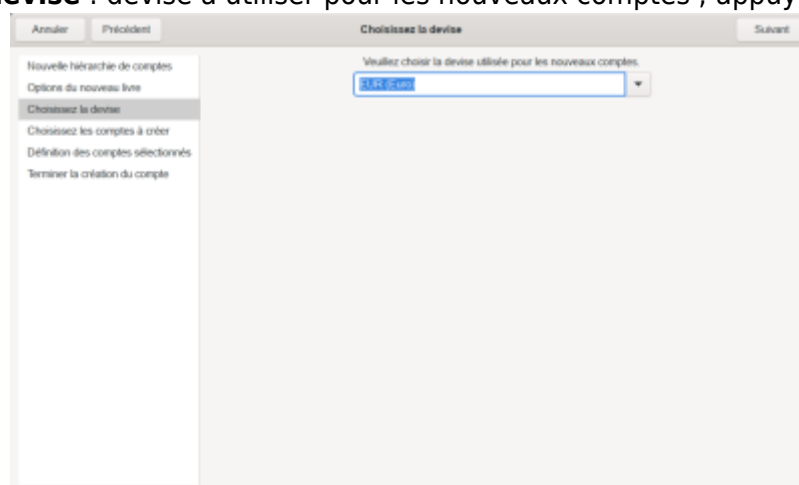 evise : devise à utiliser pour les nouveaux comptes ; appuy
Annuler Précédent Choisissez la devise Suivant
Veuillez choisir la devise utilisée pour les nouveaux comptes.
EUR (Euro)
Nouvelle hiérarchie de comptes
Options du nouveau livre
Choisissez la devise
Choisissez les comptes à créer
Définition des comptes sélectionnés
Terminer la création du compte